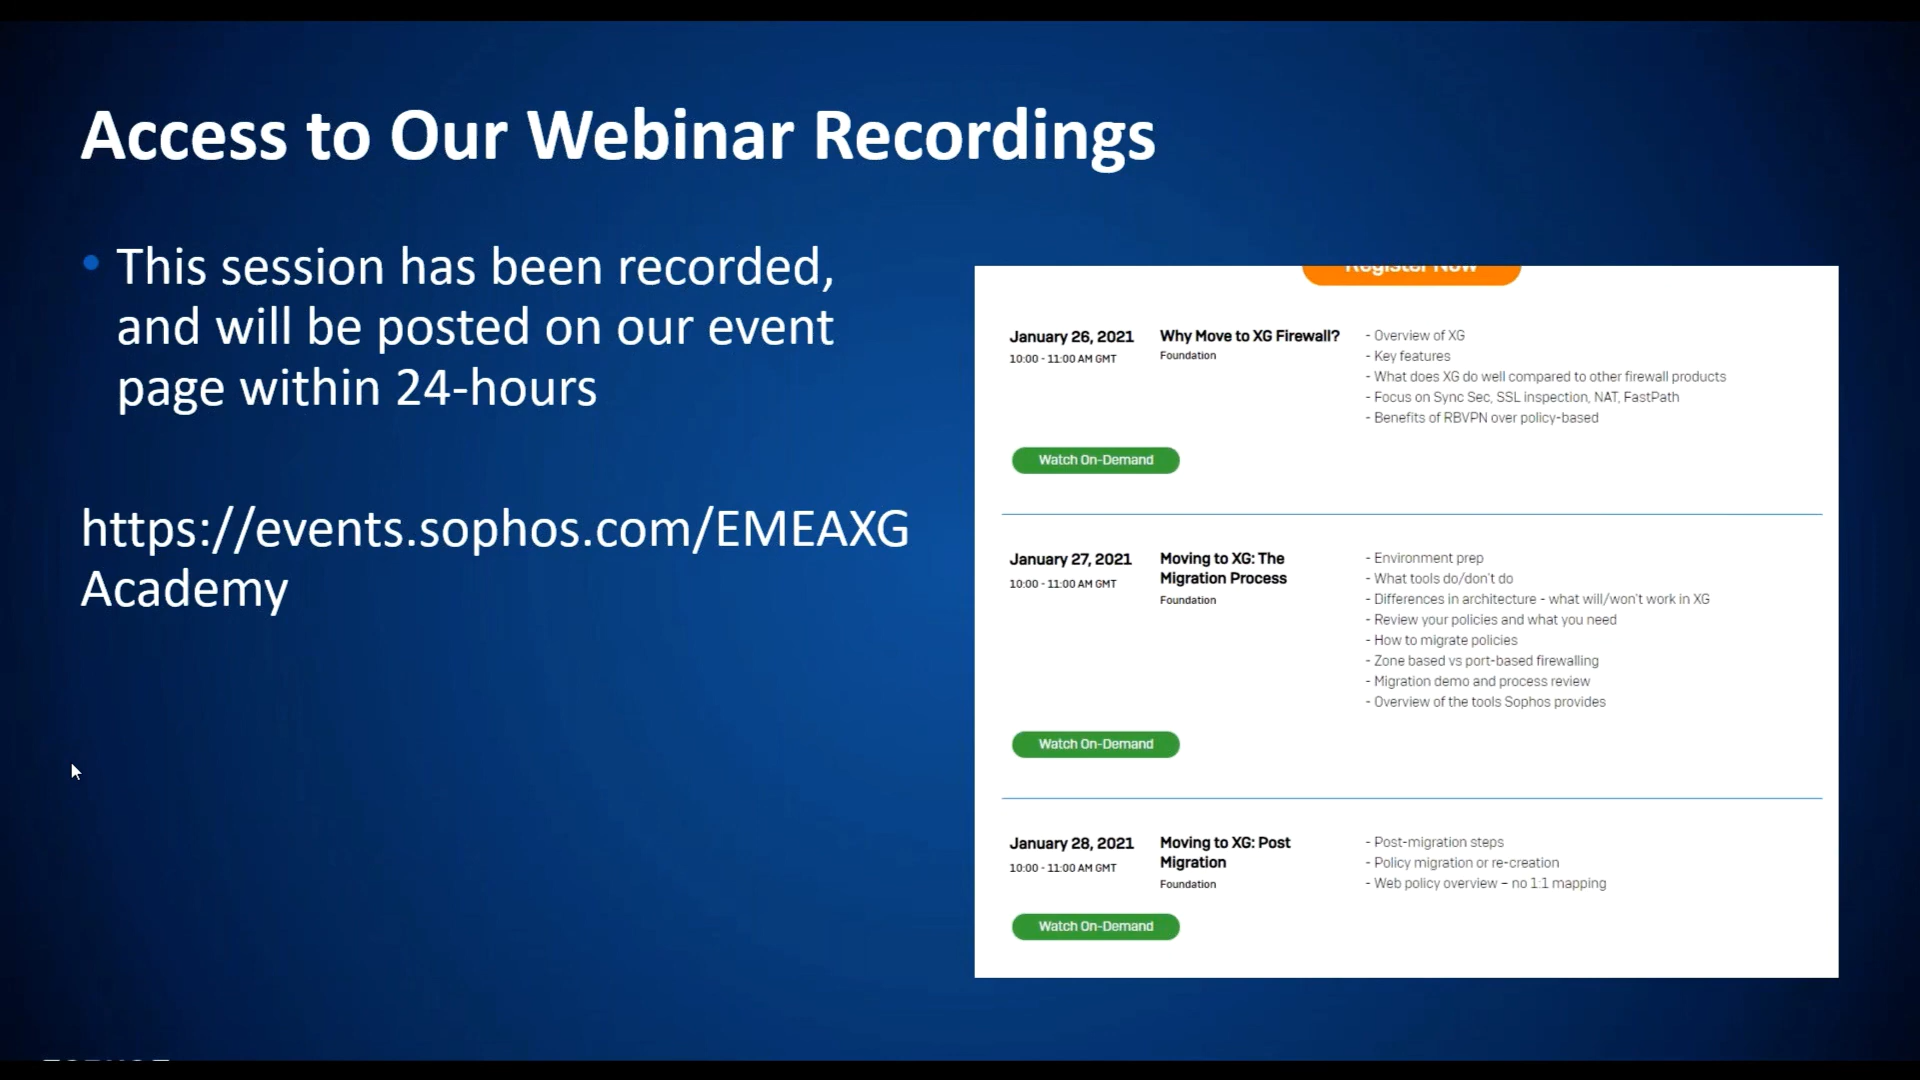 Access to Our Webinar Recordings
• This session has been recorded,
and will be posted on our event
page within 24-hours
https://events.sophos.com/EMEAXG
Academy
Register Now
January 26, 2021
10:00 - 11:00 AM GMT
Why Move to XG Firewall?
Foundation
- Overview of XG
- Key features
- What does XG do well compared to other firewall products
- Focus on Sync Sec, SSL inspection, NAT, FastPath
- Benefits of RBVPN over policy-based
Watch On-Demand
January 27, 2021
10:00 - 11:00 AM GMT
Moving to XG: The
Migration Process
Foundation
- Environment prep
- What tools do/don't do
- Differences in architecture - what will/won't work in XG
- Review your policies and what you need
- How to migrate policies
- Zone based vs port-based firewalling
- Migration demo and process review
- Overview of the tools Sophos provides
Watch On-Demand
January 28, 2021
10:00 - 11:00 AM GMT
Moving to XG: Post
Migration
Foundation
- Post-migration steps
- Policy migration or re-creation
- Web policy overview – no 1:1 mapping
Watch On-Demand